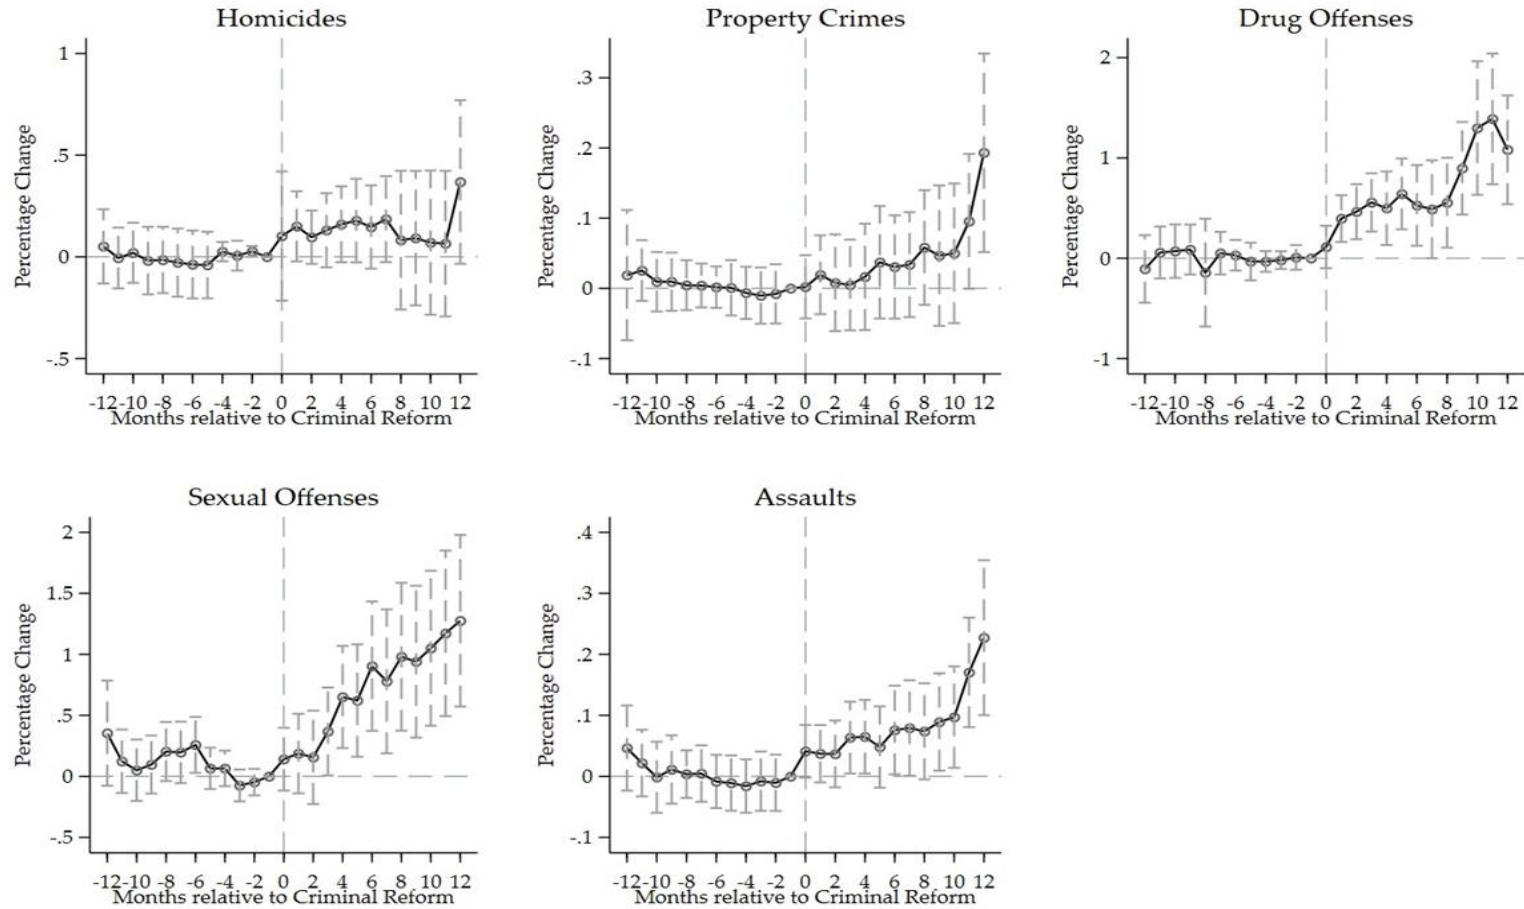 Homicides
Percentage Change
1
.5
0
-.5
-12 -10 -8 -6 -4 -2 0 2 4 6 8 10 12
Months relative to Criminal Reform
Property Crimes
Percentage Change
.3
.2
.1
0
-.1
-12 -10 -8 -6 -4 -2 0 2 4 6 8 10 12
Months relative to Criminal Reform
Drug Offenses
Percentage Change
2
1
0
-1
-12 -10 -8 -6 -4 -2 0 2 4 6 8 10 12
Months relative to Criminal Reform
Sexual Offenses
Percentage Change
2
1.5
1
.5
0
-.5
-12 -10 -8 -6 -4 -2 0 2 4 6 8 10 12
Months relative to Criminal Reform
Assaults
Percentage Change
.4
.3
.2
.1
0
-.1
-12 -10 -8 -6 -4 -2 0 2 4 6 8 10 12
Months relative to Criminal Reform